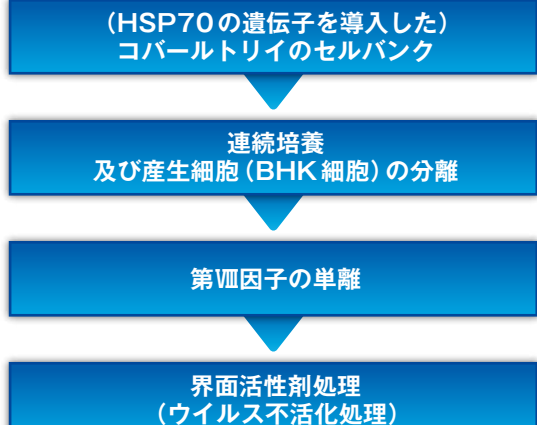 （HSP70の遺伝子を導入した）
コバールトリイのセルバンク
連続培養
及び産生細胞（BHK細胞）の分離
第Ⅷ因子の単離
界面活性剤処理
（ウイルス不活化処理）